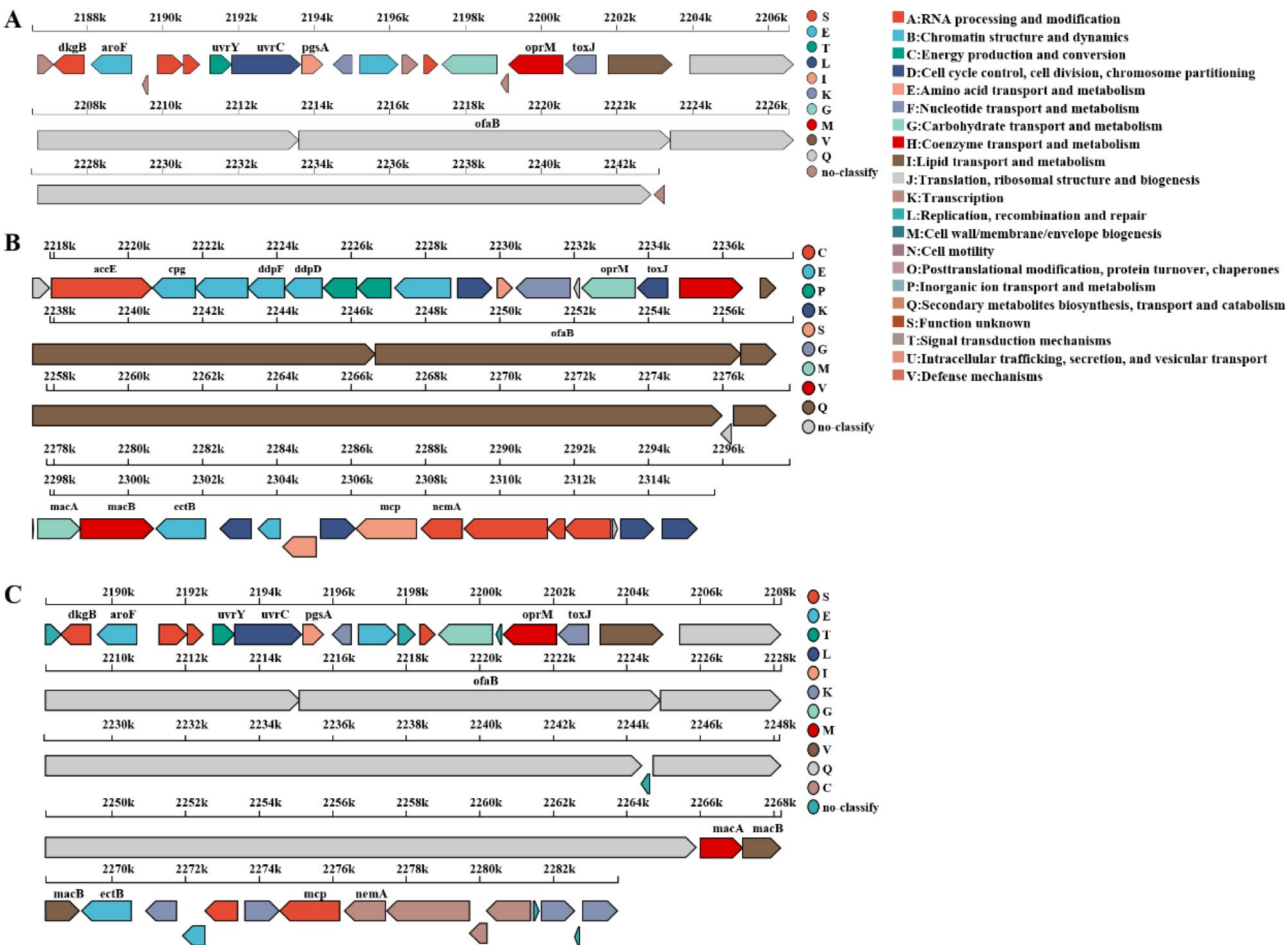 A
2188k 2190k 2192k 2194k 2196k 2198k 2200k 2202k 2204k 2206k
dkgB aroF uvrY uvrC pgsA oprM toxJ
2208k 2210k 2212k 2214k 2216k 2218k 2220k 2222k 2224k 2226k
ofaB
2228k 2230k 2232k 2234k 2236k 2238k 2240k 2242k
S
E
T
L
I
K
G
M
V
Q
no-classify
B
2218k 2220k 2222k 2224k 2226k 2228k 2230k 2232k 2234k 2236k
aceE cpg ddpF ddpD oprM toxJ
2238k 2240k 2242k 2244k 2246k 2248k 2250k 2252k 2254k 2256k
ofaB
2258k 2260k 2262k 2264k 2266k 2268k 2270k 2272k 2274k 2276k
2278k 2280k 2282k 2284k 2286k 2288k 2290k 2292k 2294k 2296k
2298k 2300k 2302k 2304k 2306k 2308k 2310k 2312k 2314k
macA macB ectB mcp nemA
C
E
P
K
S
G
M
V
Q
no-classify
C
2190k 2192k 2194k 2196k 2198k 2200k 2202k 2204k 2206k 2208k
dkgB aroF uvrY uvrC pgsA oprM toxJ
2210k 2212k 2214k 2216k 2218k 2220k 2222k 2224k 2226k 2228k
ofaB
2230k 2232k 2234k 2236k 2238k 2240k 2242k 2244k 2246k 2248k
2250k 2252k 2254k 2256k 2258k 2260k 2262k 2264k 2266k 2268k
macA macB
2270k 2272k 2274k 2276k 2278k 2280k 2282k
macB ectB mcp nemA
S
E
T
L
I
K
G
M
V
Q
C
no-classify
A:RNA processing and modification
B:Chromatin structure and dynamics
C:Energy production and conversion
D:Cell cycle control, cell division, chromosome partitioning
E:Amino acid transport and metabolism
F:Nucleotide transport and metabolism
G:Carbohydrate transport and metabolism
H:Coenzyme transport and metabolism
I:Lipid transport and metabolism
J:Translation, ribosomal structure and biogenesis
K:Transcription
L:Replication, recombination and repair
M:Cell wall/membrane/envelope biogenesis
N:Cell motility
O:Posttranslational modification, protein turnover, chaperones
P:Inorganic ion transport and metabolism
Q:Secondary metabolites biosynthesis, transport and catabolism
S:Function unknown
T:Signal transduction mechanisms
U:Intracellular trafficking, secretion, and vesicular transport
V:Defense mechanisms